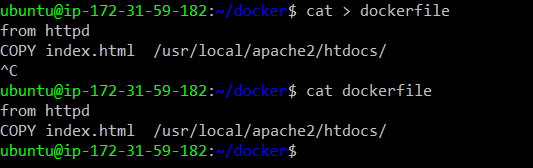 ubuntu@ip-172-31-59-182:~/docker$ cat > dockerfile
from httpd
COPY index.html  /usr/local/apache2/htdocs/
^C
ubuntu@ip-172-31-59-182:~/docker$ cat dockerfile
from httpd
COPY index.html  /usr/local/apache2/htdocs/
ubuntu@ip-172-31-59-182:~/docker$